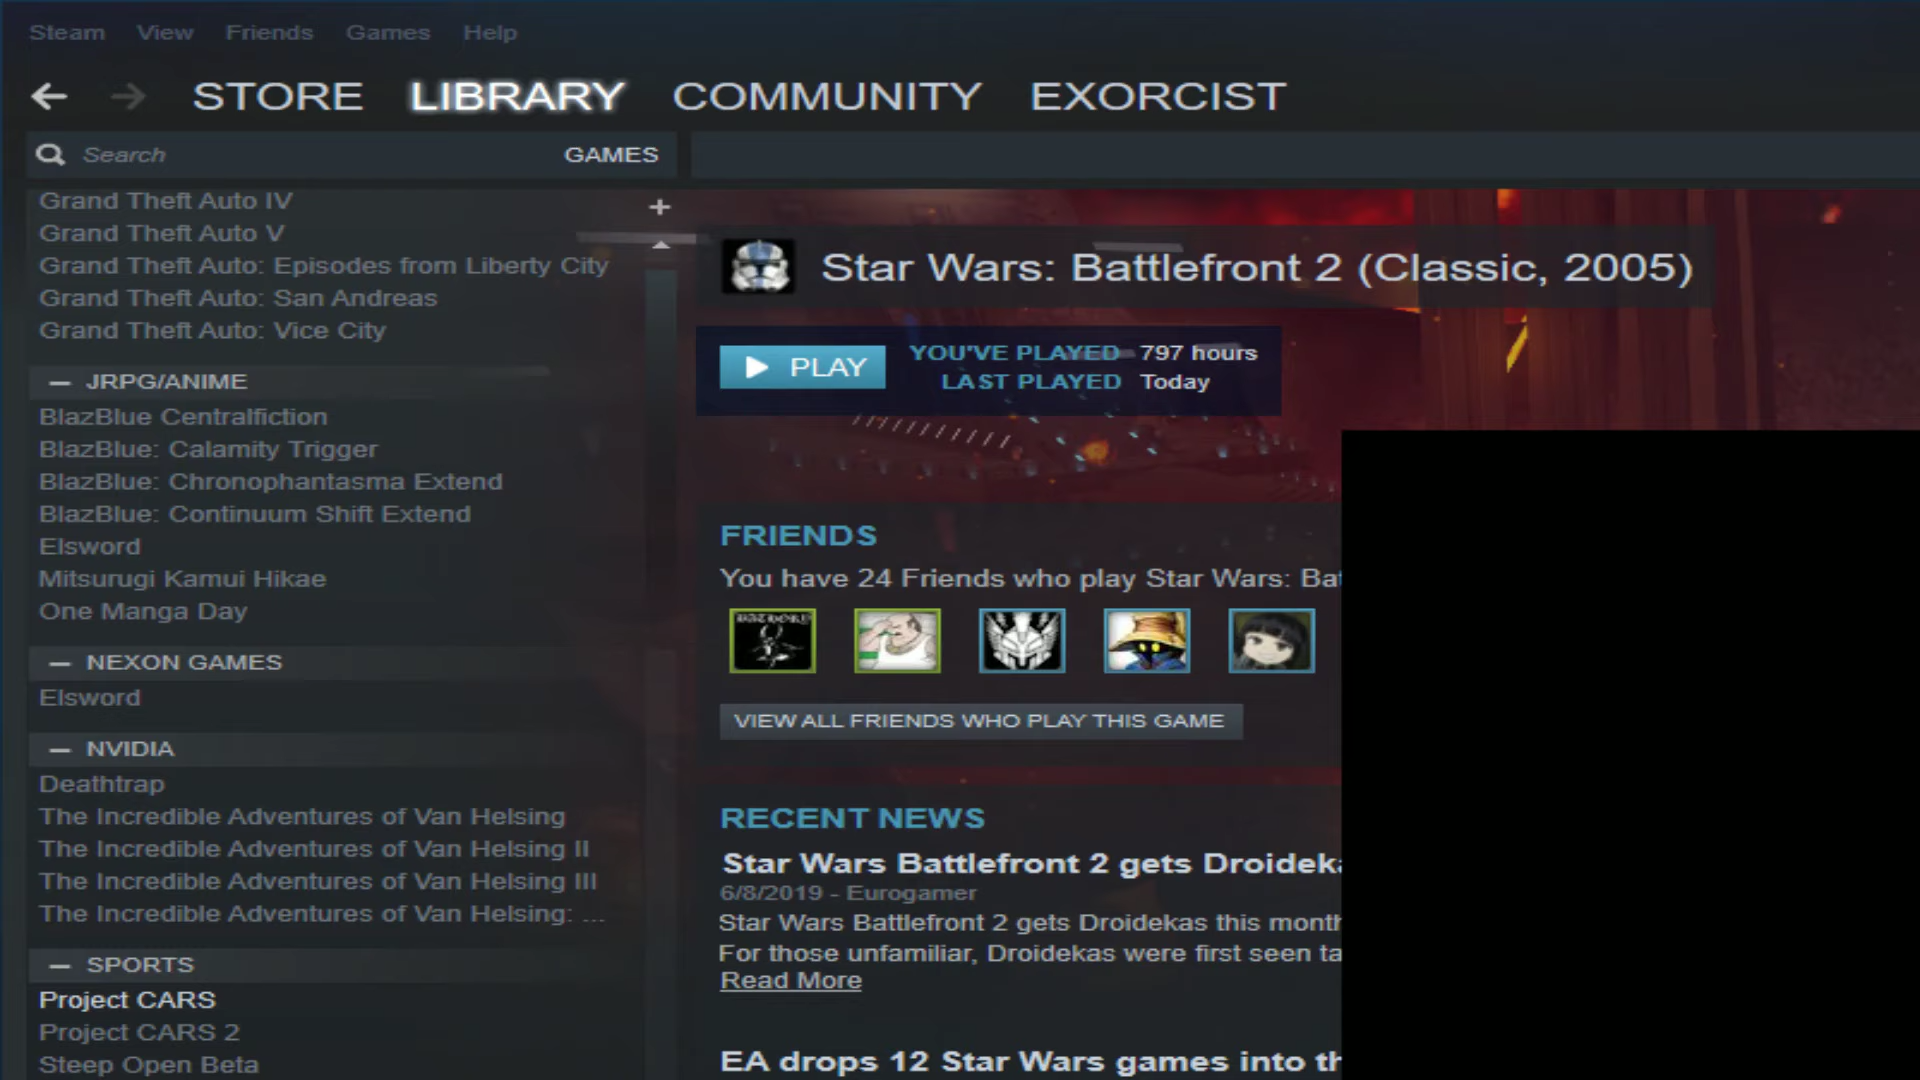 Steam View Friends Games Help
STORE LIBRARY COMMUNITY EXORCIST
Search GAMES
Grand Theft Auto IV
Grand Theft Auto V
Grand Theft Auto: Episodes from Liberty City
Grand Theft Auto: San Andreas
Grand Theft Auto: Vice City
JRPG/ANIME
BlazBlue Centralfiction
BlazBlue: Calamity Trigger
BlazBlue: Chronophantasma Extend
BlazBlue: Continuum Shift Extend
Elsword
Mitsurugi Kamui Hikae
One Manga Day
NEXON GAMES
Elsword
NVIDIA
Deathtrap
The Incredible Adventures of Van Helsing
The Incredible Adventures of Van Helsing II
The Incredible Adventures of Van Helsing III
The Incredible Adventures of Van Helsing: ...
SPORTS
Project CARS
Project CARS 2
Steep Open Beta
Star Wars: Battlefront 2 (Classic, 2005)
PLAY
YOU'VE PLAYED 797 hours
LAST PLAYED Today
FRIENDS
You have 24 Friends who play Star Wars: Bat
BATHORY
VIEW ALL FRIENDS WHO PLAY THIS GAME
RECENT NEWS
Star Wars Battlefront 2 gets Droideka
6/8/2019 - Eurogamer
Star Wars Battlefront 2 gets Droidekas this month
For those unfamiliar, Droidekas were first seen ta
Read More
EA drops 12 Star Wars games into th